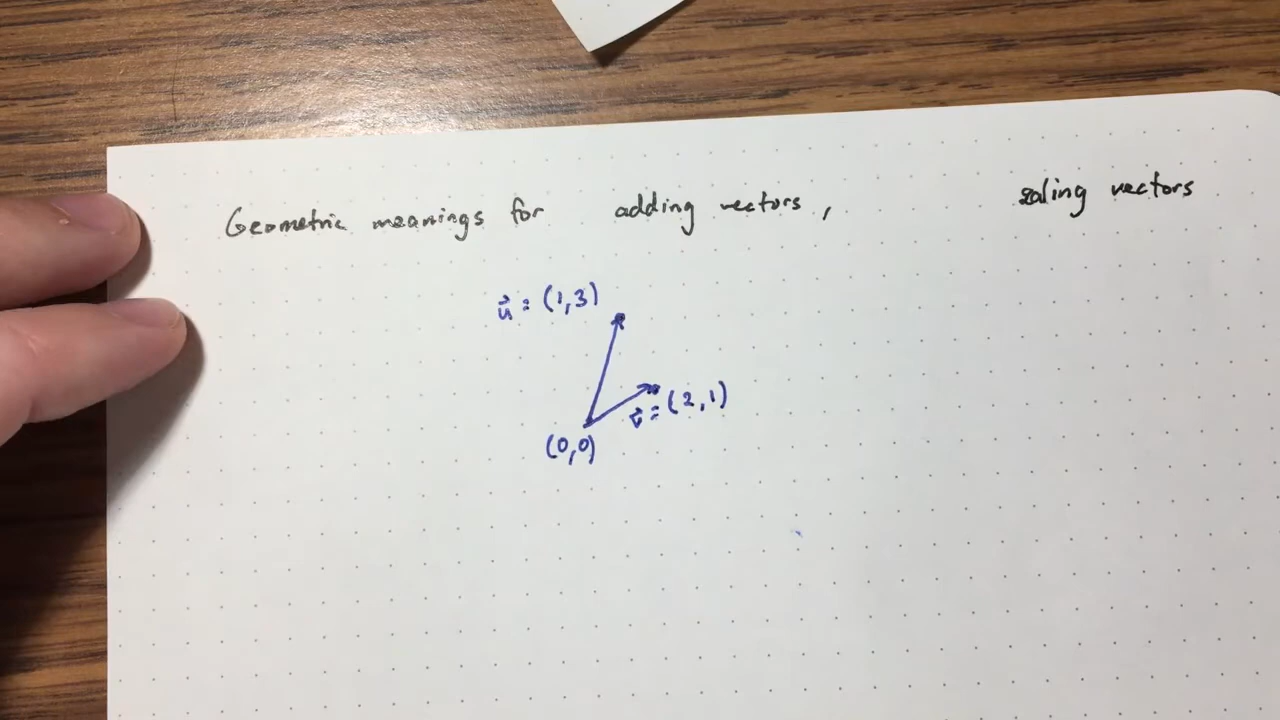 Geometric meanings for adding vectors, scaling vectors
u⃗ = (1,3)
v⃗ = (2,1)
(0,0)